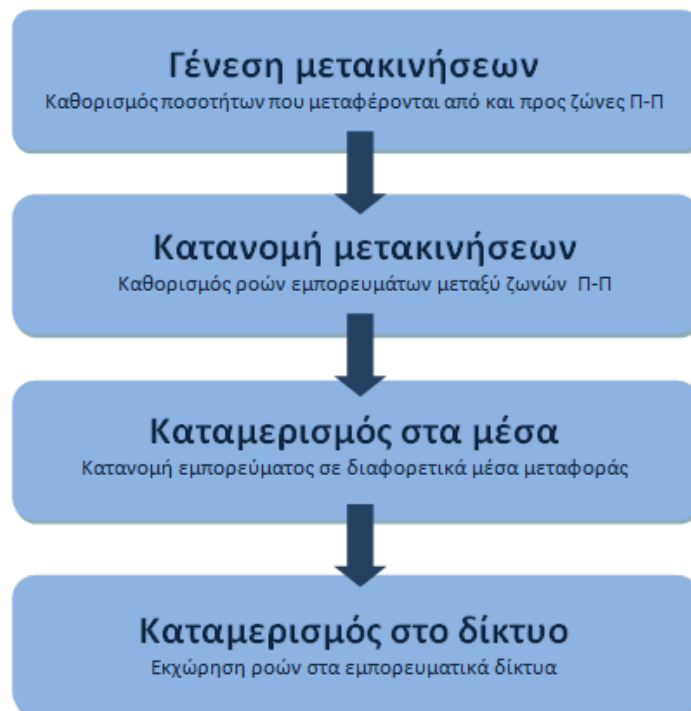 Γένεση μετακινήσεων
Καθορισμός ποσοτήτων που μεταφέρονται από και προς ζώνες Π-Π
Κατανομή μετακινήσεων
Καθορισμός ροών εμπορευμάτων μεταξύ ζωνών Π-Π
Καταμερισμός στα μέσα
Κατανομή εμπορεύματος σε διαφορετικά μέσα μεταφοράς
Καταμερισμός στο δίκτυο
Εκχώρηση ροών στα εμπορευματικά δίκτυα